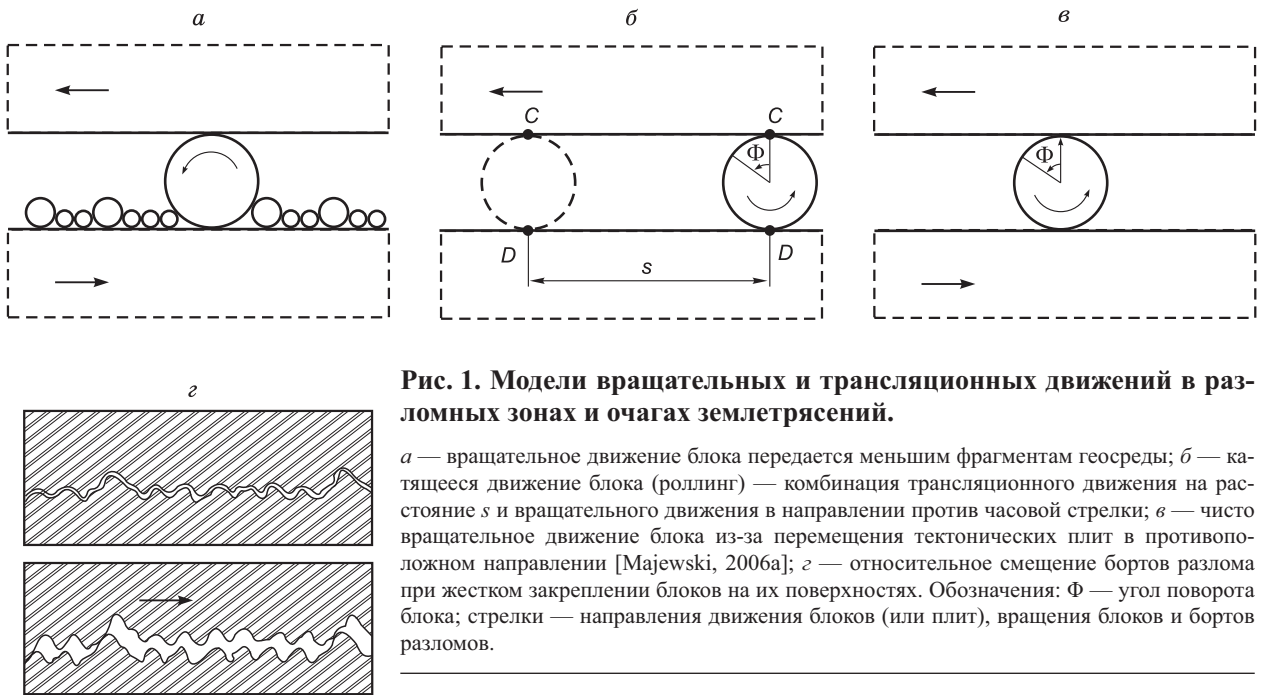 а
б
в
C
C
Φ
Φ
D
D
s
г
Рис. 1. Модели вращательных и трансляционных движений в раз-
ломных зонах и очагах землетрясений.
а — вращательное движение блока передается меньшим фрагментам геосреды; б — ка-
тящееся движение блока (роллинг) — комбинация трансляционного движения на рас-
стояние s и вращательного движения в направлении против часовой стрелки; в — чисто
вращательное движение блока из-за перемещения тектонических плит в противопо-
ложном направлении [Majewski, 2006a]; г — относительное смещение бортов разлома
при жестком закреплении блоков на их поверхностях. Обозначения: Φ — угол поворота
блока; стрелки — направления движения блоков (или плит), вращения блоков и бортов
разломов.